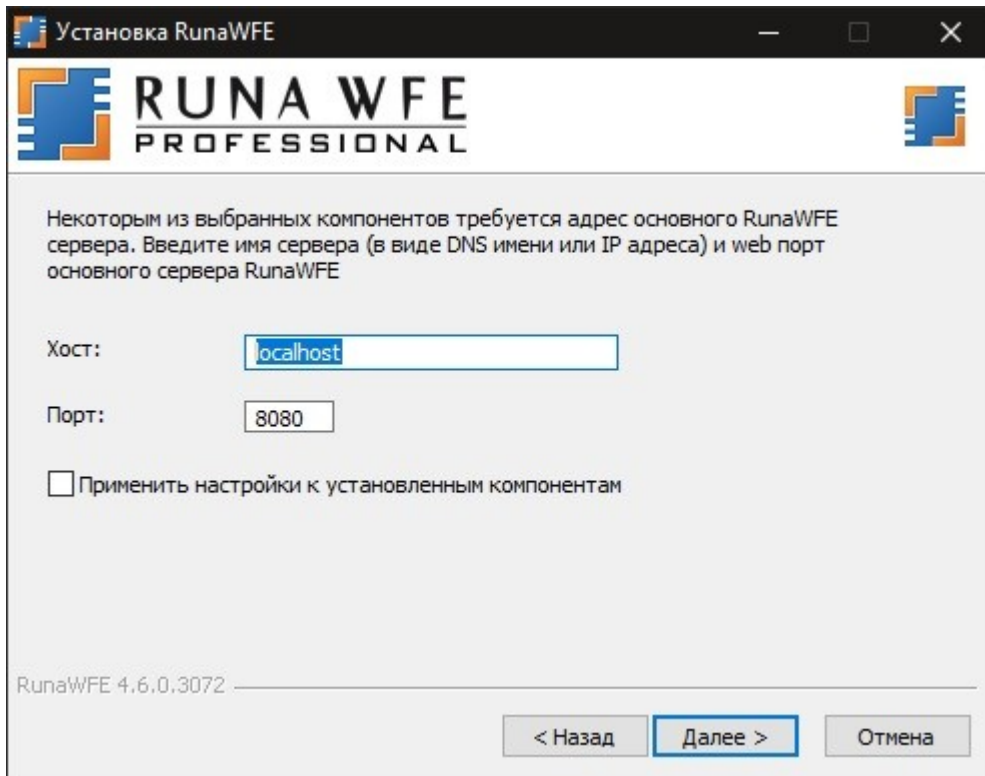 Установка RunaWFE
RUNA WFE
PROFESSIONAL
Некоторым из выбранных компонентов требуется адрес основного RunaWFE
сервера. Введите имя сервера (в виде DNS имени или IP адреса) и web порт
основного сервера RunaWFE
Хост: localhost
Порт: 8080
Применить настройки к установленным компонентам
RunaWFE 4.6.0.3072
< Назад Далее > Отмена